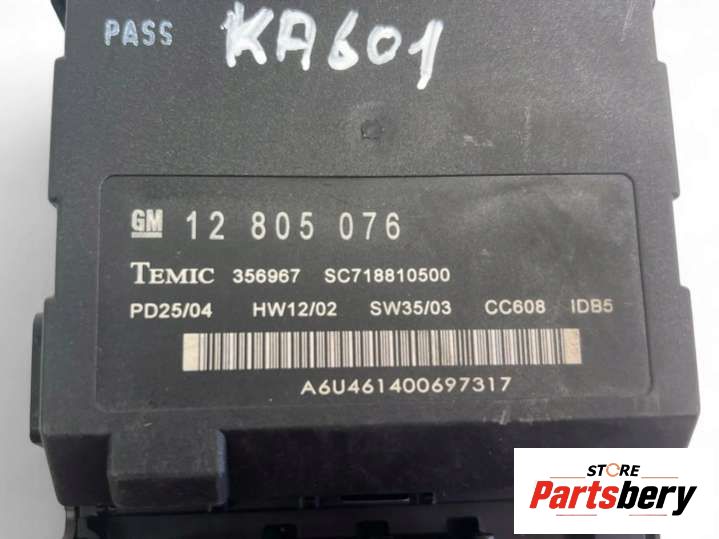 PASS
KA601
GM 12 805 076
TEMIC 356967 SC718810500
PD25/04 HW12/02 SW35/03 CC608 IDB5
A6U461400697317
STORE
Partsbery